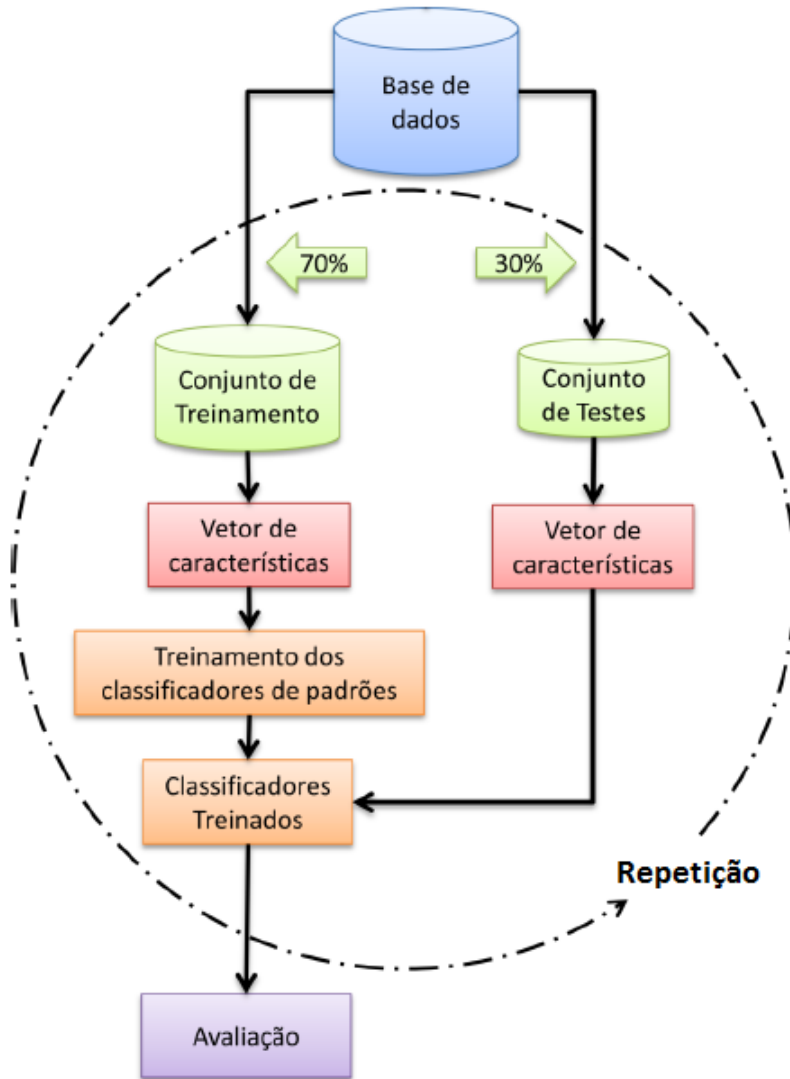 Base de
dados
70%
30%
Conjunto de
Treinamento
Conjunto
de Testes
Vetor de
características
Vetor de
características
Treinamento dos
classificadores de padrões
Classificadores
Treinados
Repetição
Avaliação